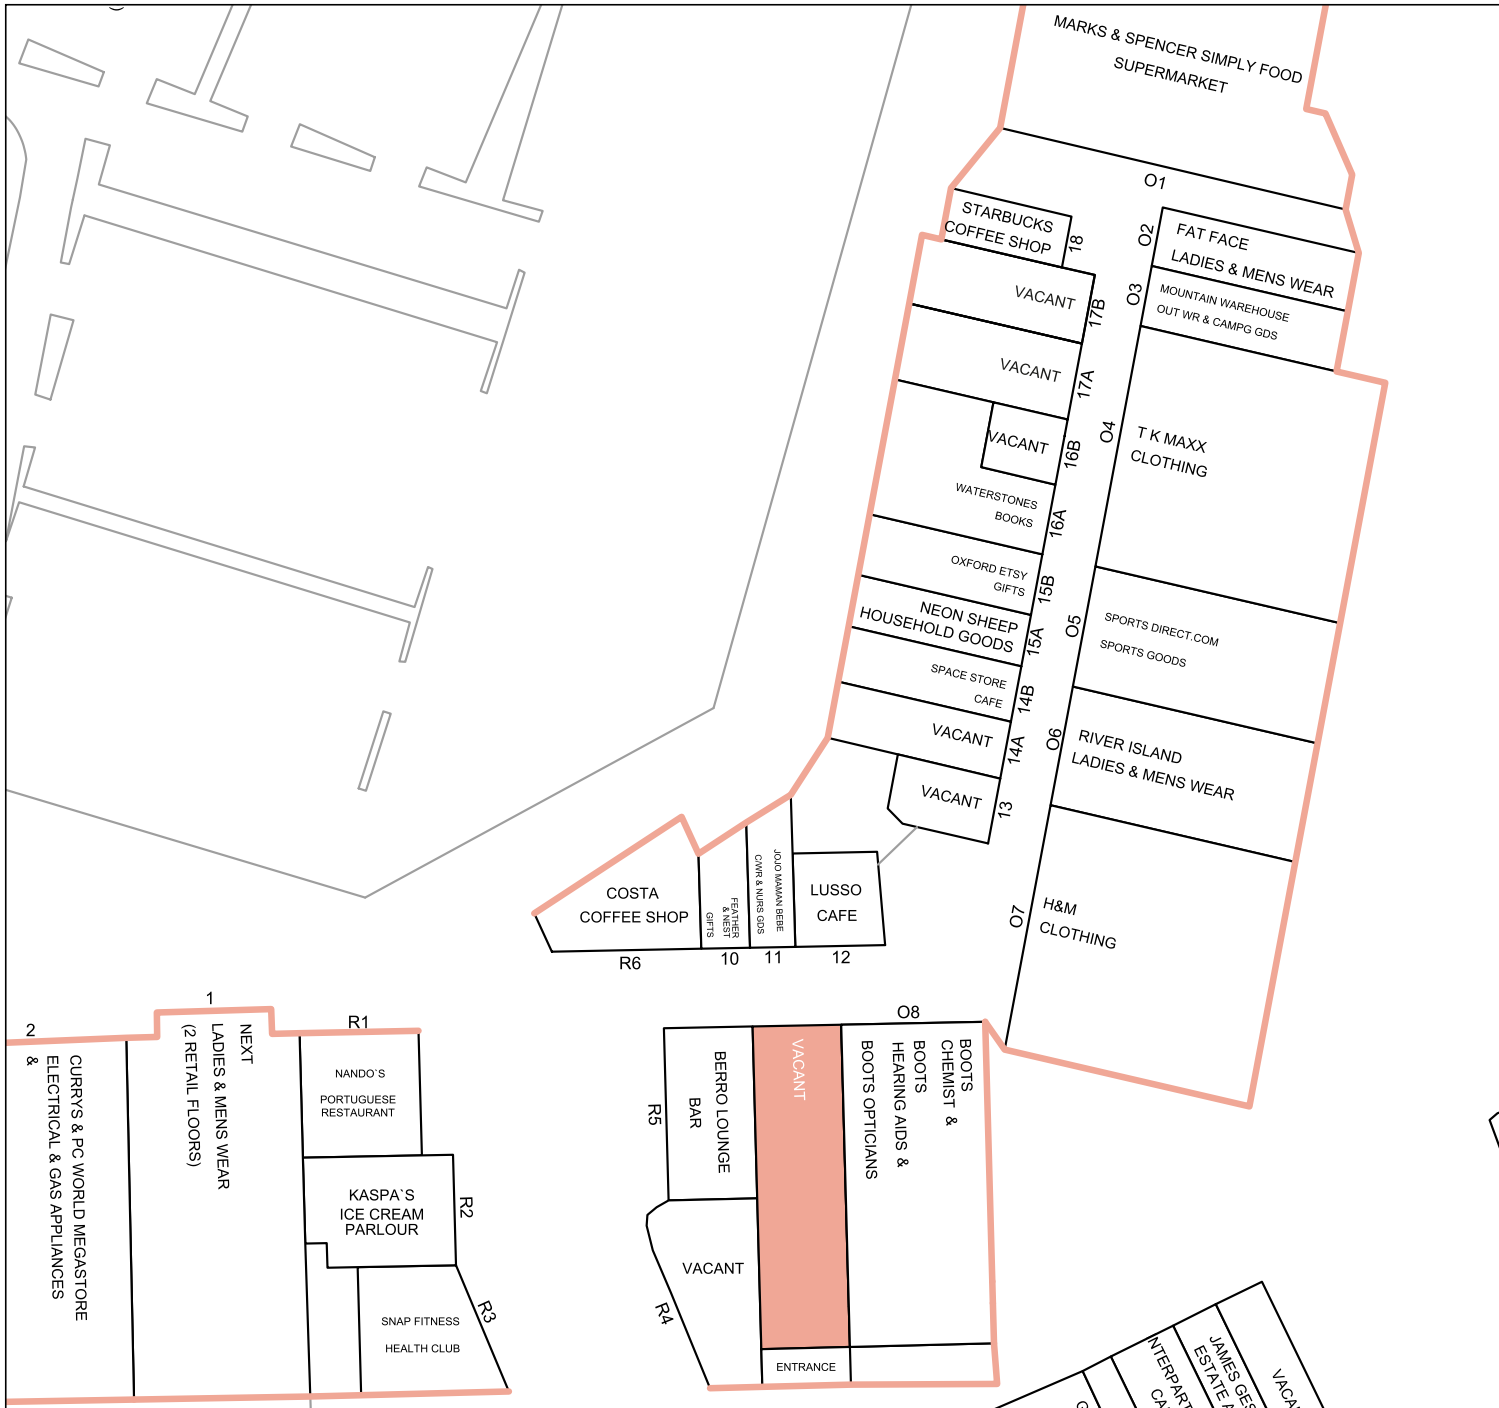 MARKS & SPENCER SIMPLY FOOD
SUPERMARKET
O1
STARBUCKS
COFFEE SHOP
18
O2
FAT FACE
LADIES & MENS WEAR
VACANT
17B
O3
MOUNTAIN WAREHOUSE
OUT WR & CAMPG GDS
VACANT
17A
O4
T K MAXX
CLOTHING
VACANT
16B
WATERSTONES
BOOKS
16A
OXFORD ETSY
GIFTS
15B
O5
SPORTS DIRECT.COM
SPORTS GOODS
NEON SHEEP
HOUSEHOLD GOODS
15A
SPACE STORE
CAFE
14B
VACANT
14A
O6
RIVER ISLAND
LADIES & MENS WEAR
VACANT
13
O7
H&M
CLOTHING
COSTA
COFFEE SHOP
R6
FEATHER
& NEST
GIFTS
10
JOJO MAMAN BEBE
C/WR & NURS GDS
11
LUSSO
CAFE
12
2
CURRYS & PC WORLD MEGASTORE
ELECTRICAL & GAS APPLIANCES
&
1
NEXT
LADIES & MENS WEAR
(2 RETAIL FLOORS)
R1
NANDO`S
PORTUGUESE
RESTAURANT
KASPA`S
ICE CREAM
PARLOUR
R2
SNAP FITNESS
HEALTH CLUB
R3
R5
BERRO LOUNGE
BAR
VACANT
O8
BOOTS
CHEMIST &
BOOTS
HEARING AIDS &
BOOTS OPTICIANS
VACANT
R4
ENTRANCE